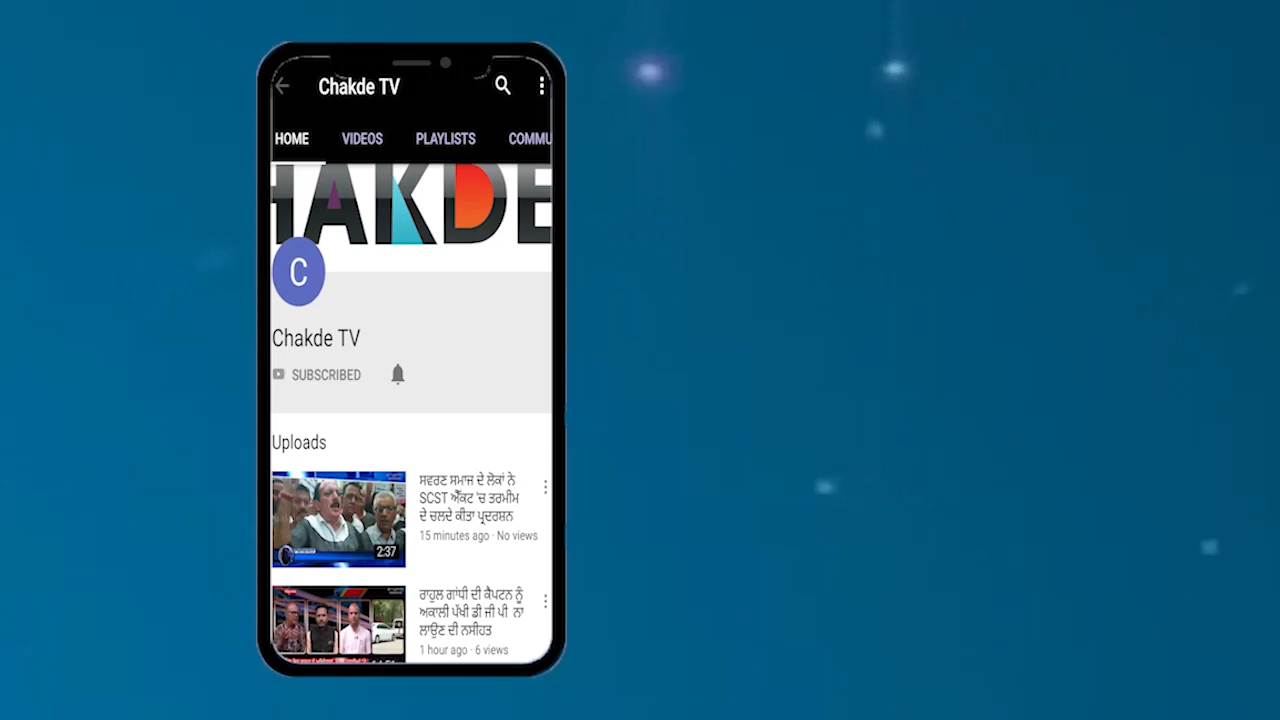 Chakde TV
HOME VIDEOS PLAYLISTS COMMU
HAKDE
C
Chakde TV
SUBSCRIBED
Uploads
ਸਵਰਣ ਸਮਾਜ ਦੇ ਲੋਕਾਂ ਨੇ
SCST ਐੱਕਟ 'ਚ ਤਰਮੀਮ
ਦੇ ਚਲਦੇ ਕੀਤਾ ਪ੍ਰਦਰਸ਼ਨ
15 minutes ago · No views
2:37
ਰਾਹੁਲ ਗਾਂਧੀ ਦੀ ਕੈਪਟਨ ਨੂੰ
ਅਕਾਲੀ ਪੱਖੀ ਡੀ ਜੀ ਪੀ ਨਾ
ਲਾਉਣ ਦੀ ਨਸੀਹਤ
1 hour ago · 6 views